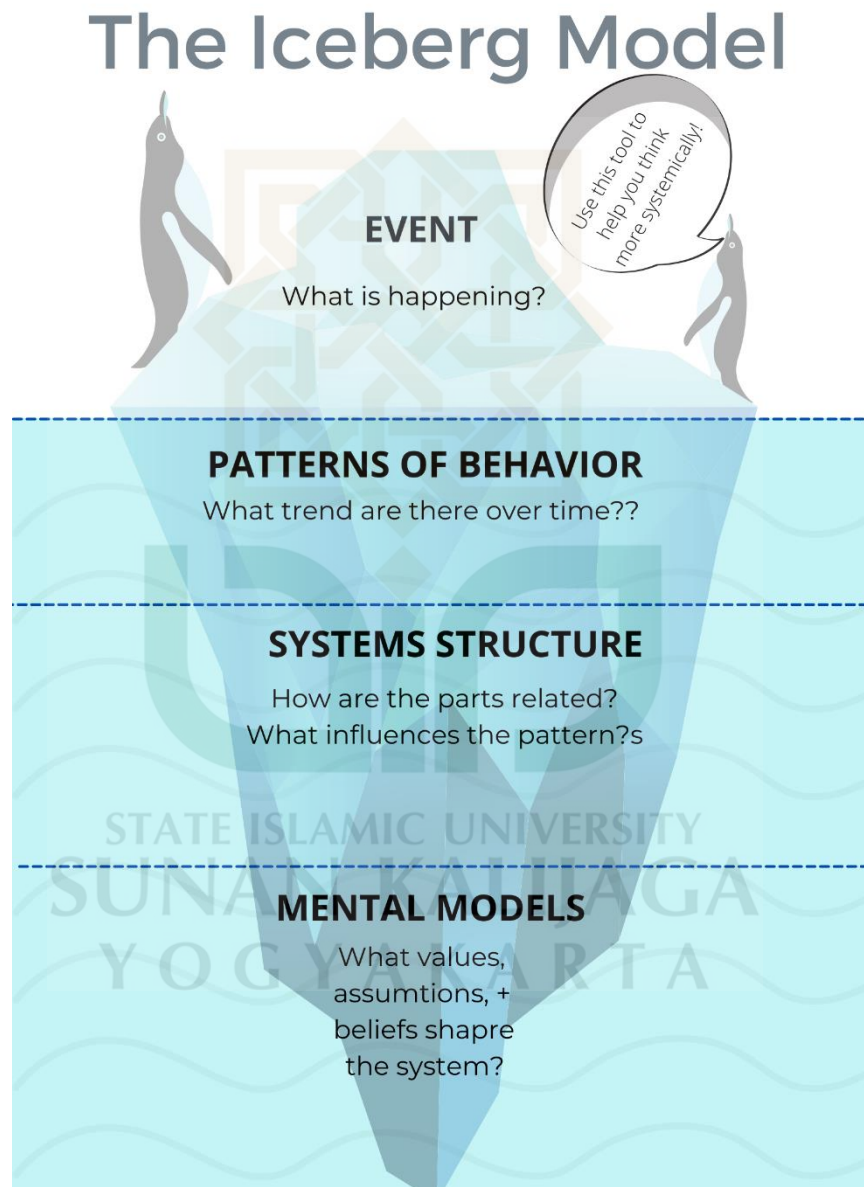 The Iceberg Model
Use this tool to
help you think
more systemically!
EVENT
What is happening?
PATTERNS OF BEHAVIOR
What trend are there over time??
SYSTEMS STRUCTURE
How are the parts related?
What influences the pattern?s
STATE ISLAMIC UNIVERSITY
SUNAN KALIJAGA
YOGYAKARTA
MENTAL MODELS
What values,
assumtions, +
beliefs shapre
the system?